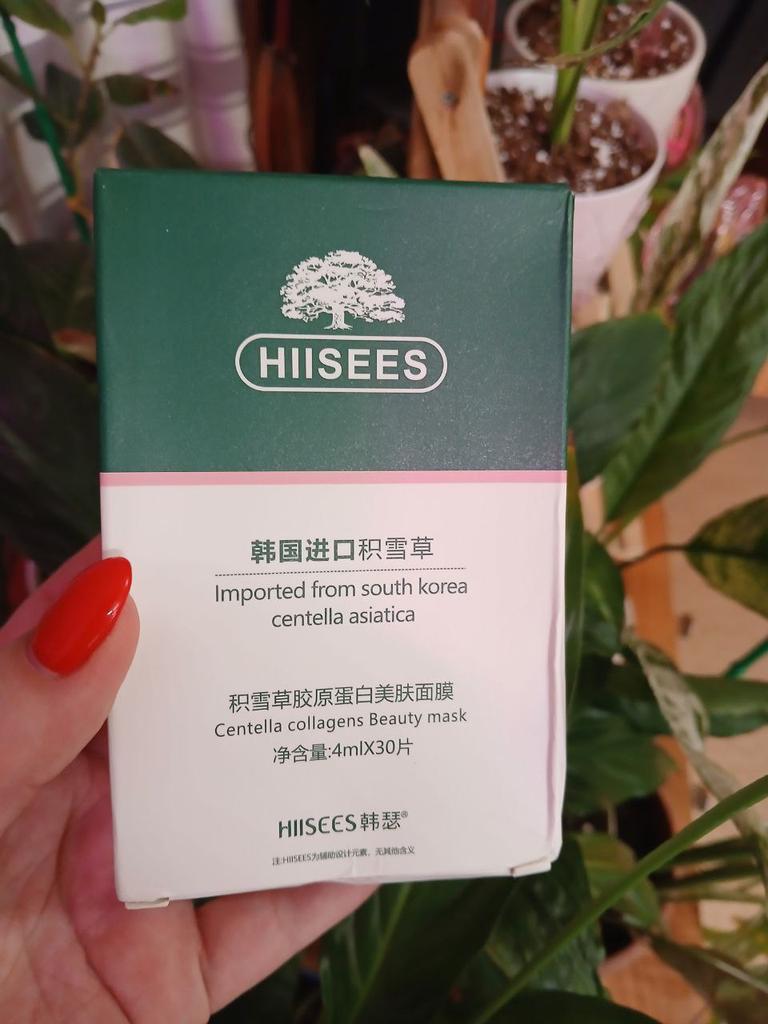 HIISEES
韩国进口积雪草
Imported from south korea
centella asiatica
积雪草胶原蛋白美肤面膜
Centella collagens Beauty mask
净含量:4mlX30片
HIISEES韩瑟®
注:HIISEES为辅助设计元素，无其他含义